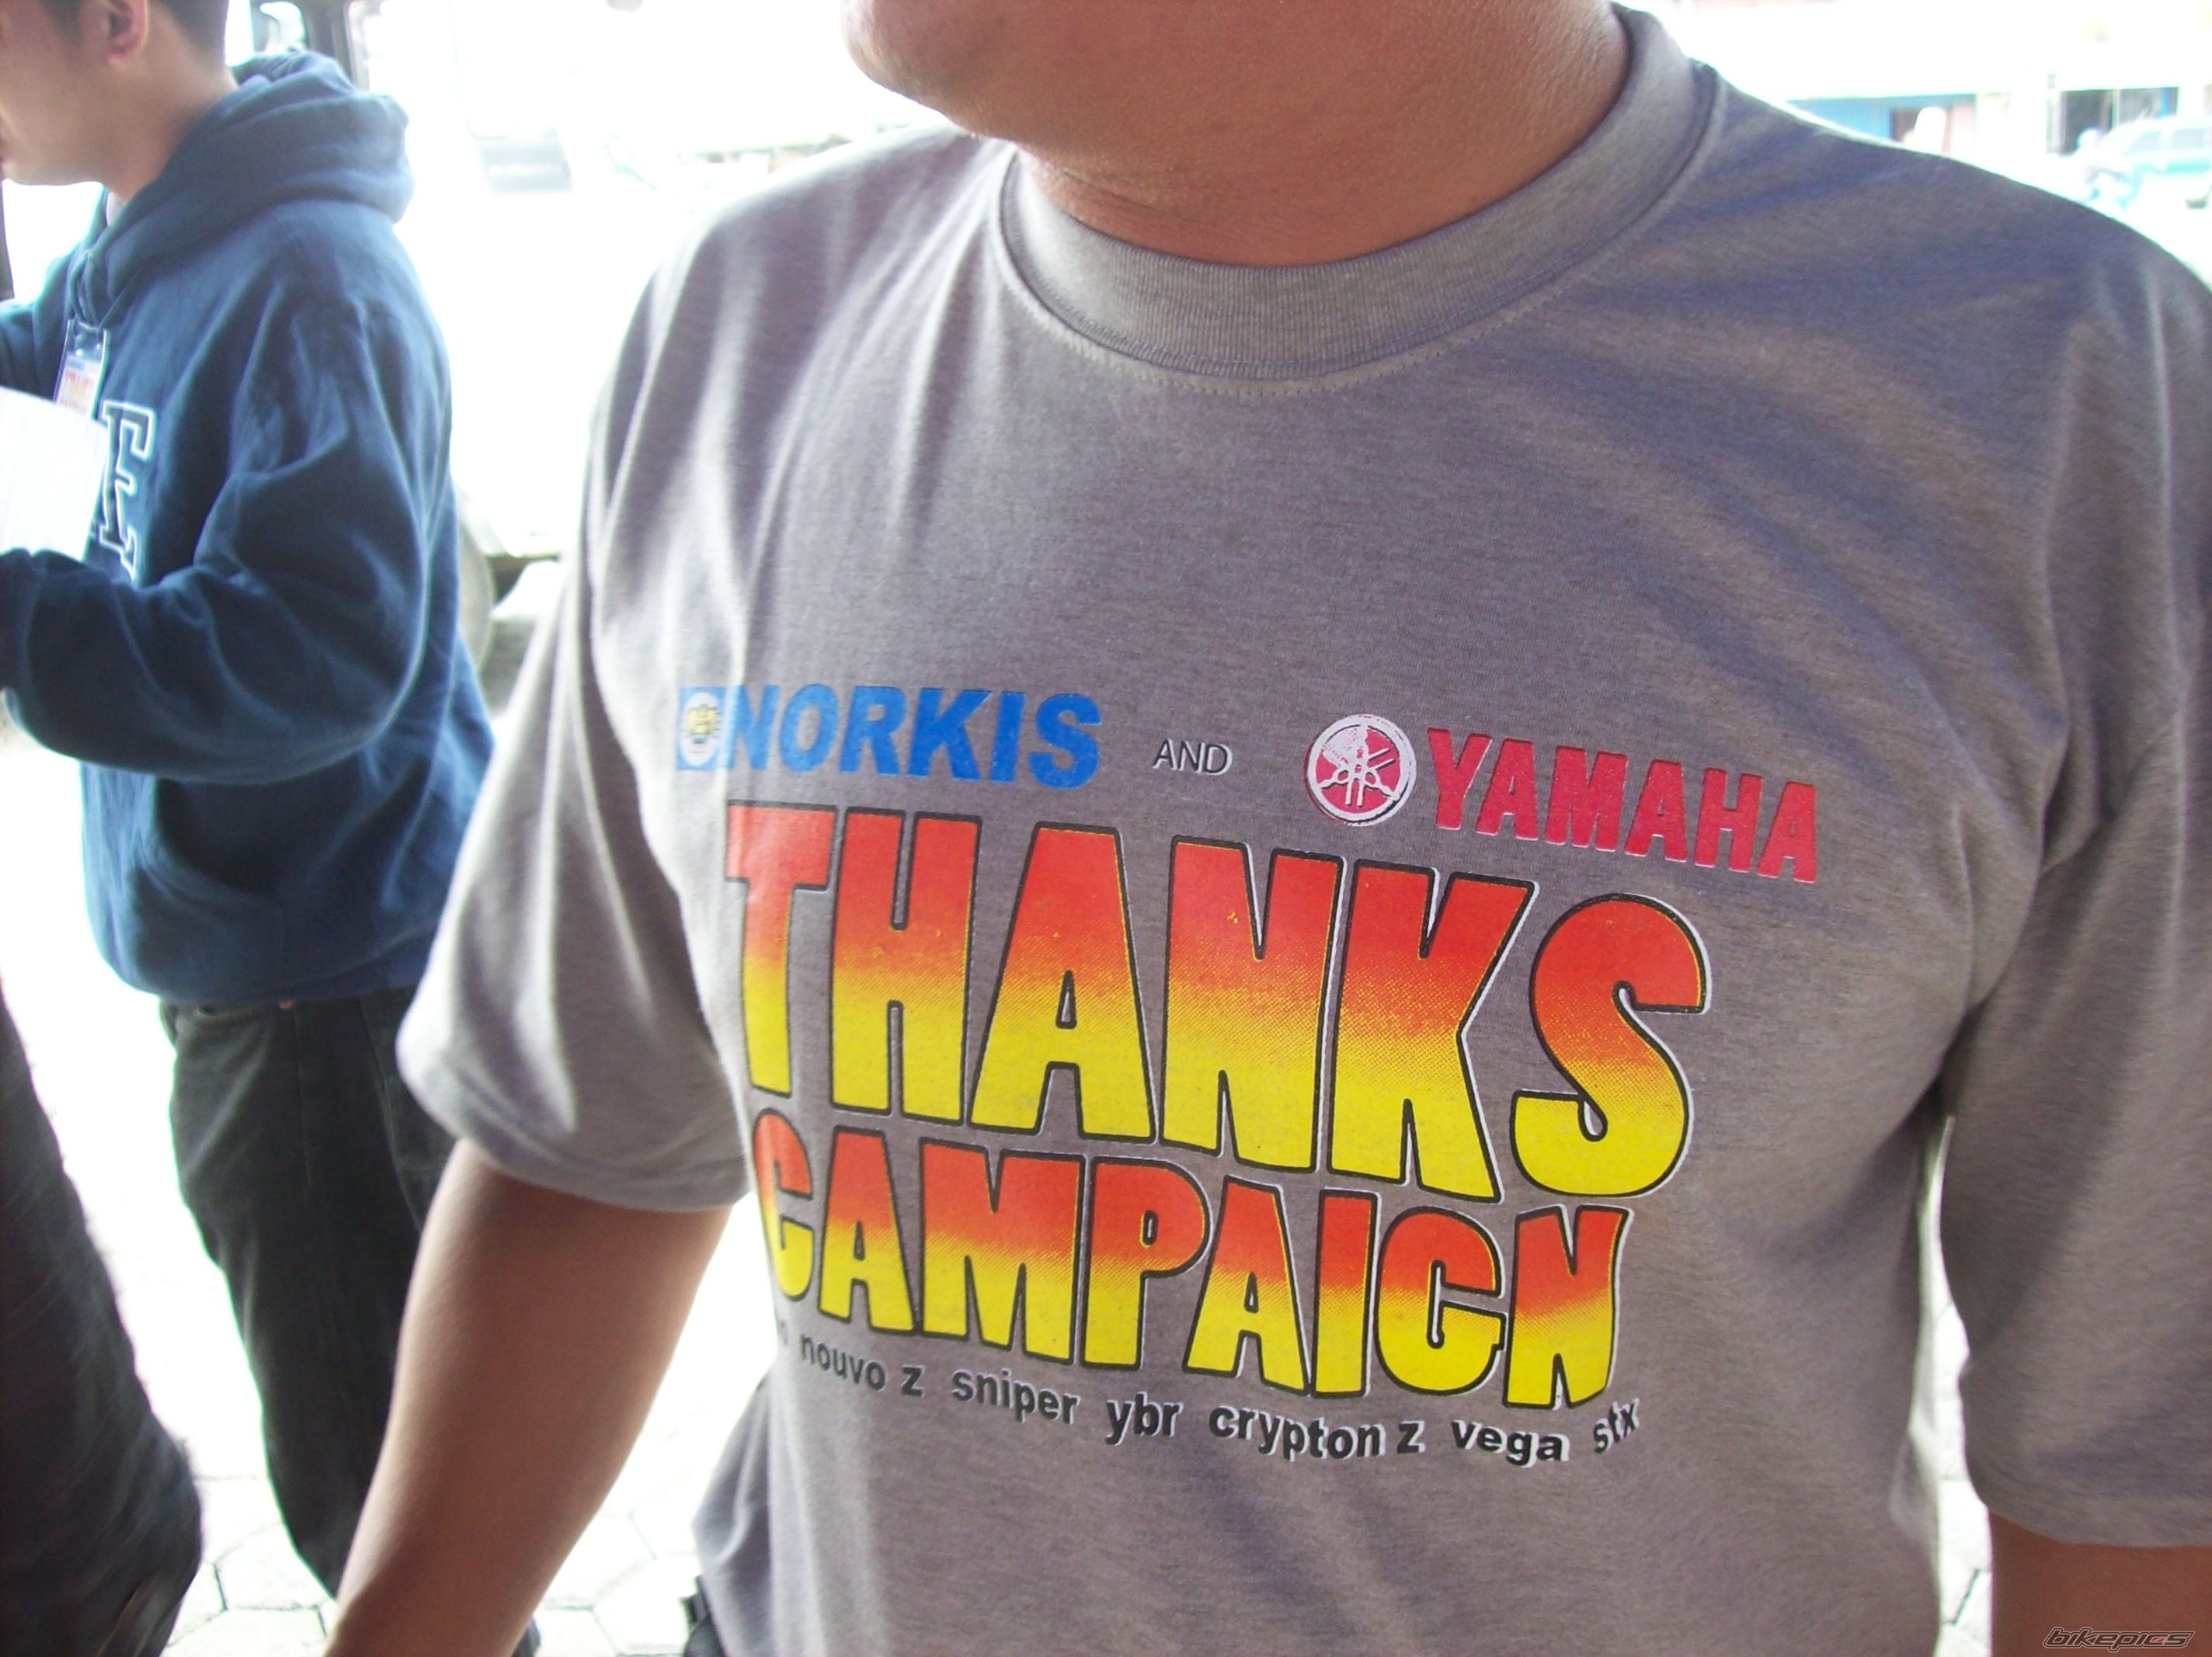 NORKIS AND YAMAHA
THANKS
CAMPAIGN
nouvo z sniper ybr crypton z vega stx
E
bikepics